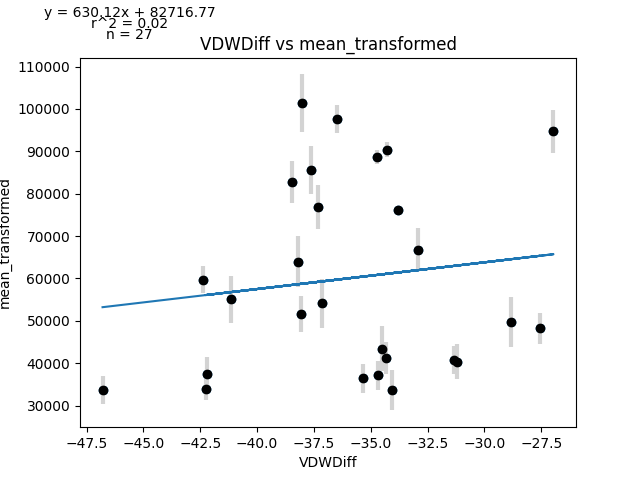 y = 630.12x + 82716.77
r^2 = 0.02
n = 27
VDWDiff vs mean_transformed
110000
100000
90000
80000
70000
60000
50000
40000
30000
mean_transformed
−47.5 −45.0 −42.5 −40.0 −37.5 −35.0 −32.5 −30.0 −27.5
VDWDiff